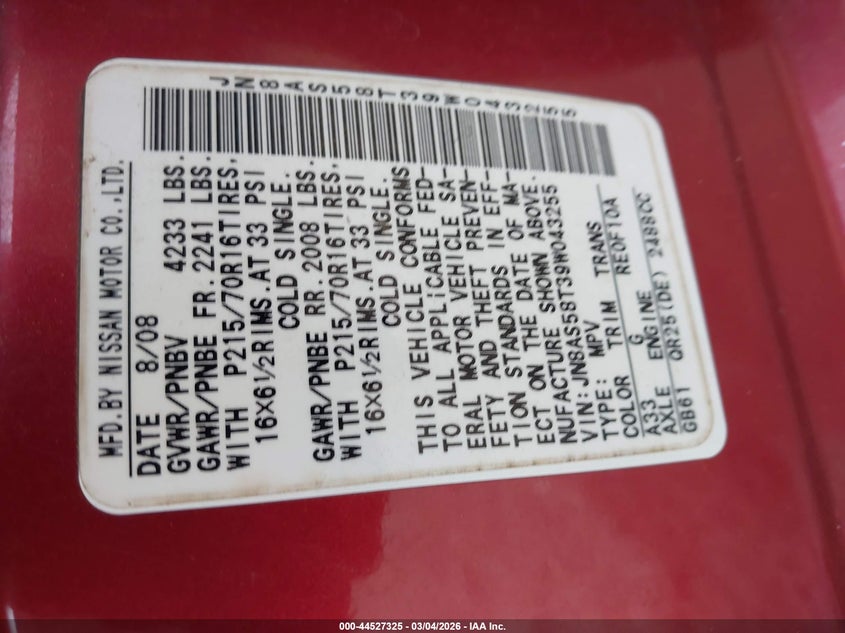 JN8AS58T39W043255
MFD.BY NISSAN MOTOR CO.,LTD.
DATE 8/08
GVWR/PNBV 4233 LBS.
GAWR/PNBE FR.2241 LBS.
WITH P215/70R16TIRES,
16X6½RIMS.AT 33 PSI
COLD SINGLE.
GAWR/PNBE RR.2008 LBS.
WITH P215/70R16TIRES,
16X6½RIMS.AT 33 PSI
COLD SINGLE.
THIS VEHICLE CONFORMS
TO ALL APPLICABLE FED-
ERAL MOTOR VEHICLE SA-
FETY AND THEFT PREVEN-
TION STANDARDS IN EFF-
ECT ON THE DATE OF MA-
NUFACTURE SHOWN ABOVE.
VIN:JN8AS58T39W043255
TYPE: MPV
COLOR TRIM TRANS
A33 G RE0F10A
AXLE ENGINE
GB61 QR25(DE) 2488CC
000-44527325 - 03/04/2026 - IAA Inc.